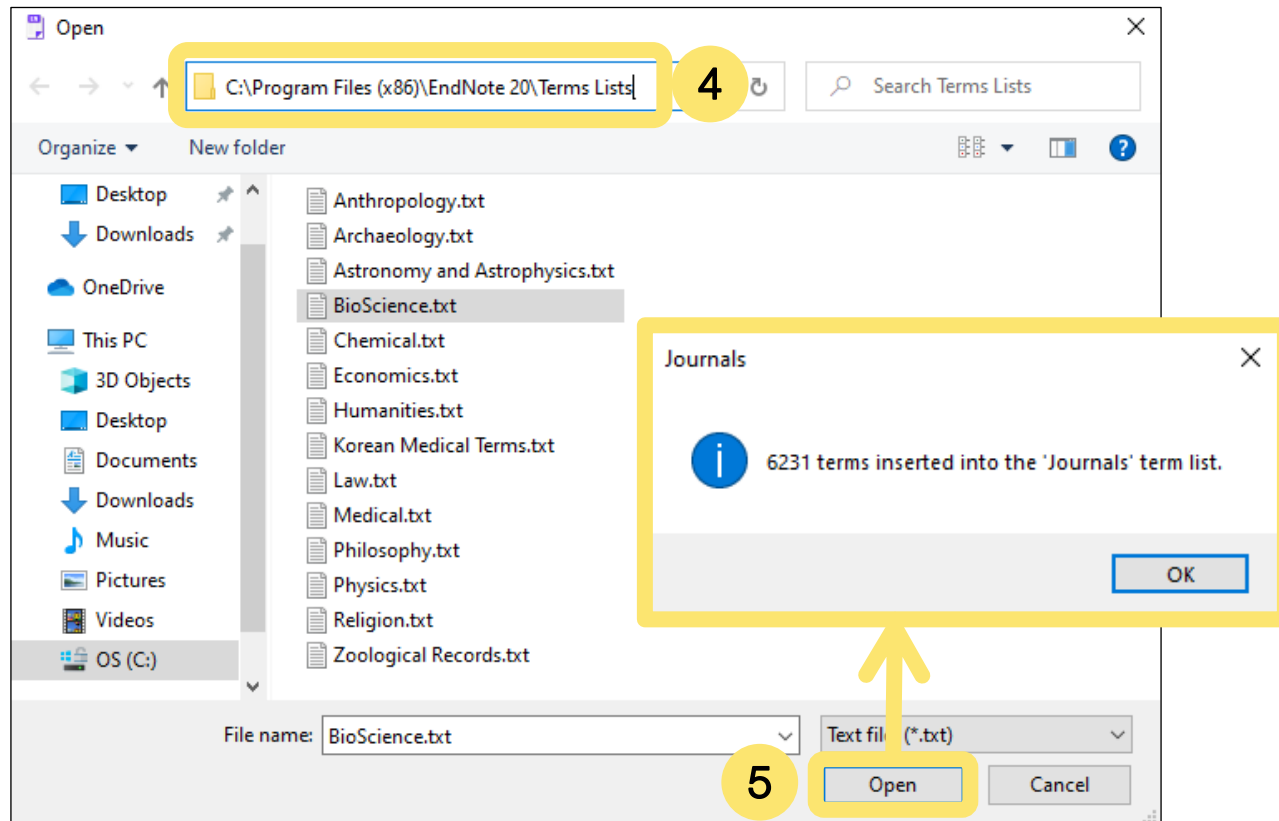 Open
C:\Program Files (x86)\EndNote 20\Terms Lists
4
Search Terms Lists
Organize
New folder
Desktop
Downloads
OneDrive
This PC
3D Objects
Desktop
Documents
Downloads
Music
Pictures
Videos
OS (C:)
Anthropology.txt
Archaeology.txt
Astronomy and Astrophysics.txt
BioScience.txt
Chemical.txt
Economics.txt
Humanities.txt
Korean Medical Terms.txt
Law.txt
Medical.txt
Philosophy.txt
Physics.txt
Religion.txt
Zoological Records.txt
Journals
6231 terms inserted into the 'Journals' term list.
OK
File name: BioScience.txt
Text file (*.txt)
5
Open
Cancel